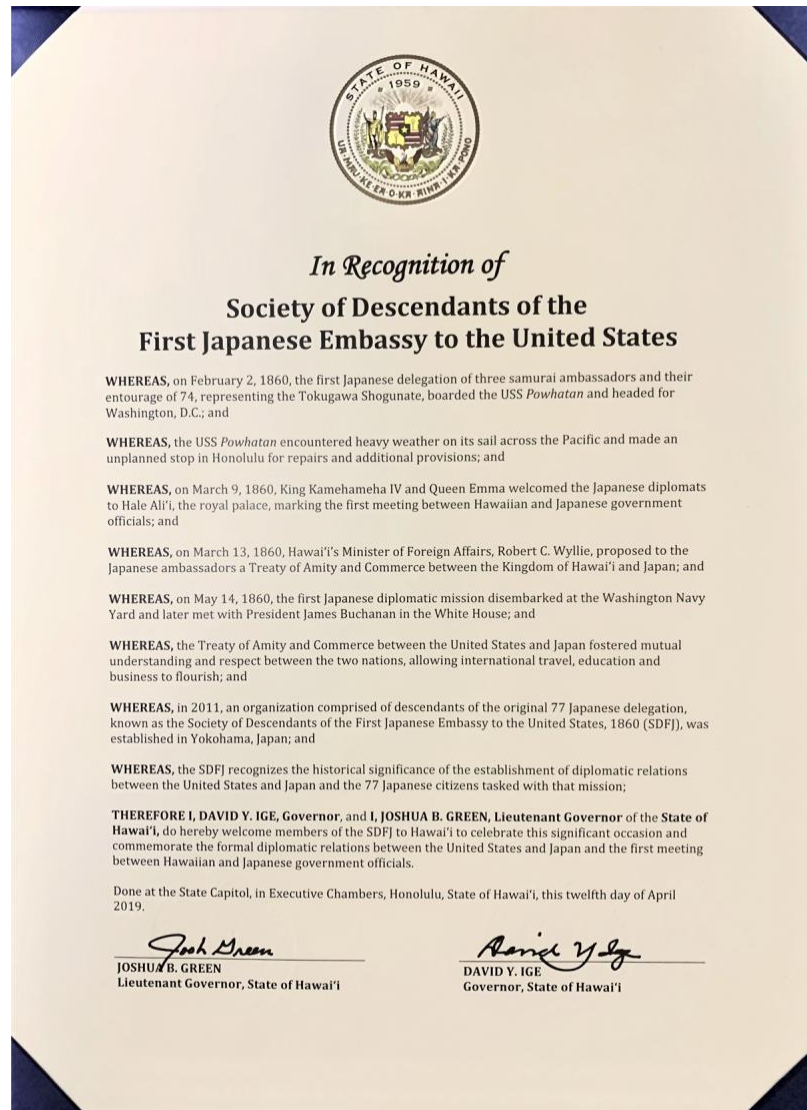 STATE OF HAWAII
1959
UA·MAU·KE·EA·O·KA·AINA·I·KA·PONO
In Recognition of
Society of Descendants of the
First Japanese Embassy to the United States
WHEREAS, on February 2, 1860, the first Japanese delegation of three samurai ambassadors and their
entourage of 74, representing the Tokugawa Shogunate, boarded the USS Powhatan and headed for
Washington, D.C.; and
WHEREAS, the USS Powhatan encountered heavy weather on its sail across the Pacific and made an
unplanned stop in Honolulu for repairs and additional provisions; and
WHEREAS, on March 9, 1860, King Kamehameha IV and Queen Emma welcomed the Japanese diplomats
to Hale Ali‘i, the royal palace, marking the first meeting between Hawaiian and Japanese government
officials; and
WHEREAS, on March 13, 1860, Hawai‘i’s Minister of Foreign Affairs, Robert C. Wyllie, proposed to the
Japanese ambassadors a Treaty of Amity and Commerce between the Kingdom of Hawai‘i and Japan; and
WHEREAS, on May 14, 1860, the first Japanese diplomatic mission disembarked at the Washington Navy
Yard and later met with President James Buchanan in the White House; and
WHEREAS, the Treaty of Amity and Commerce between the United States and Japan fostered mutual
understanding and respect between the two nations, allowing international travel, education and
business to flourish; and
WHEREAS, in 2011, an organization comprised of descendants of the original 77 Japanese delegation,
known as the Society of Descendants of the First Japanese Embassy to the United States, 1860 (SDFJ), was
established in Yokohama, Japan; and
WHEREAS, the SDFJ recognizes the historical significance of the establishment of diplomatic relations
between the United States and Japan and the 77 Japanese citizens tasked with that mission;
THEREFORE I, DAVID Y. IGE, Governor, and I, JOSHUA B. GREEN, Lieutenant Governor of the State of
Hawai‘i, do hereby welcome members of the SDFJ to Hawai‘i to celebrate this significant occasion and
commemorate the formal diplomatic relations between the United States and Japan and the first meeting
between Hawaiian and Japanese government officials.
Done at the State Capitol, in Executive Chambers, Honolulu, State of Hawai‘i, this twelfth day of April
2019.
Josh Green
JOSHUA B. GREEN
Lieutenant Governor, State of Hawai‘i
David Y Ige
DAVID Y. IGE
Governor, State of Hawai‘i